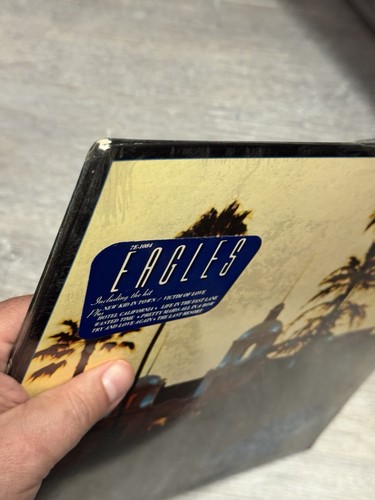 7E-1084
EAGLES
Including the hit
NEW KID IN TOWN / VICTIM OF LOVE
Plus
HOTEL CALIFORNIA • LIFE IN THE FAST LANE
WASTED TIME • PRETTY MAIDS ALL IN A ROW
TRY AND LOVE AGAIN • THE LAST RESORT